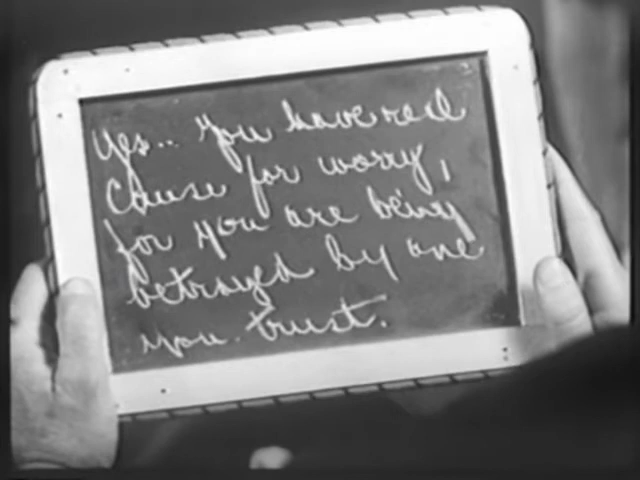 Yes.. You have real
cause for worry,
for you are being
betrayed by one
you trust.